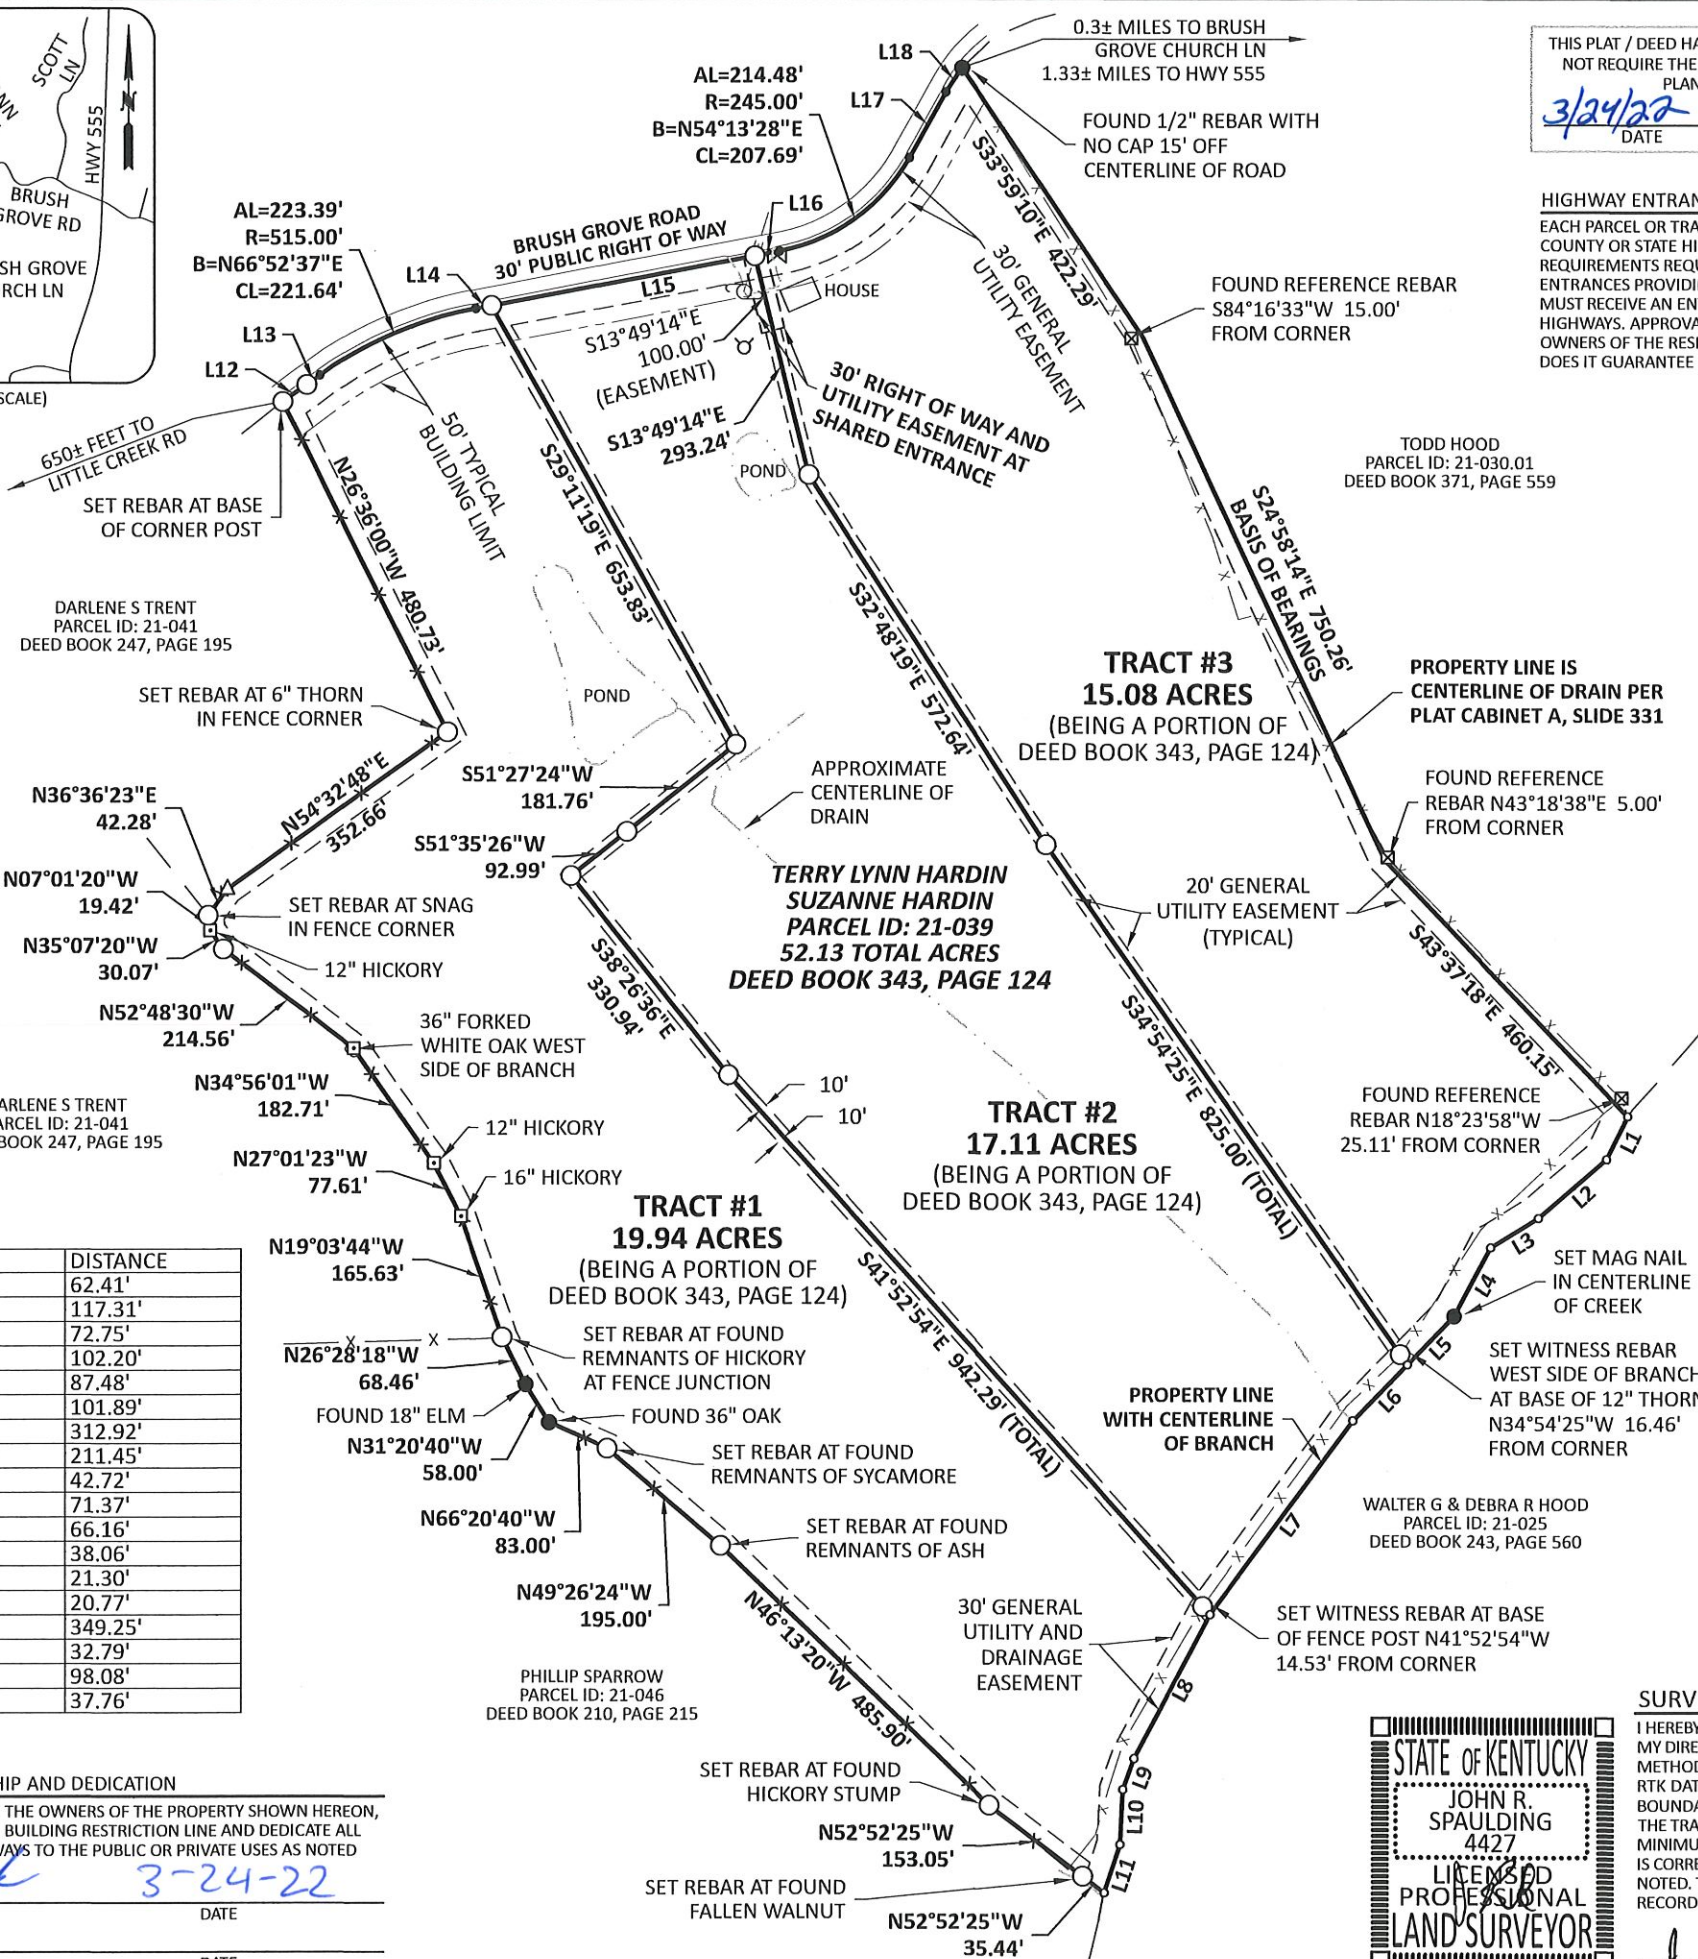 SCOTT
LN
HWY 555
N
BRUSH
GROVE RD
SH GROVE
RCH LN
SCALE)
0.3± MILES TO BRUSH
GROVE CHURCH LN
1.33± MILES TO HWY 555
THIS PLAT / DEED HA
NOT REQUIRE THE
PLAN
3/24/22
DATE
L18
L17
AL=214.48'
R=245.00'
B=N54°13'28"E
CL=207.69'
FOUND 1/2" REBAR WITH
NO CAP 15' OFF
CENTERLINE OF ROAD
HIGHWAY ENTRAN
EACH PARCEL OR TRA
COUNTY OR STATE HI
REQUIREMENTS REQU
ENTRANCES PROVIDI
MUST RECEIVE AN EN
HIGHWAYS. APPROVA
OWNERS OF THE RES
DOES IT GUARANTEE
AL=223.39'
R=515.00'
B=N66°52'37"E
CL=221.64'
BRUSH GROVE ROAD
30' PUBLIC RIGHT OF WAY
L16
L14
L15
L13
L12
HOUSE
S33°59'10"E 422.29'
30' GENERAL
UTILITY EASEMENT
FOUND REFERENCE REBAR
S84°16'33"W 15.00'
FROM CORNER
S13°49'14"E
100.00'
(EASEMENT)
S13°49'14"E
293.24'
30' RIGHT OF WAY AND
UTILITY EASEMENT AT
SHARED ENTRANCE
POND
650± FEET TO
LITTLE CREEK RD
50' TYPICAL
BUILDING LIMIT
SET REBAR AT BASE
OF CORNER POST
N26°36'00"W 480.73'
S29°11'19"E 653.83'
TODD HOOD
PARCEL ID: 21-030.01
DEED BOOK 371, PAGE 559
S24°58'14"E 750.26'
BASIS OF BEARINGS
DARLENE S TRENT
PARCEL ID: 21-041
DEED BOOK 247, PAGE 195
S32°48'19"E 572.64'
SET REBAR AT 6" THORN
IN FENCE CORNER
POND
TRACT #3
15.08 ACRES
(BEING A PORTION OF
DEED BOOK 343, PAGE 124)
PROPERTY LINE IS
CENTERLINE OF DRAIN PER
PLAT CABINET A, SLIDE 331
N54°32'48"E
352.66'
S51°27'24"W
181.76'
APPROXIMATE
CENTERLINE OF
DRAIN
FOUND REFERENCE
REBAR N43°18'38"E 5.00'
FROM CORNER
N36°36'23"E
42.28'
S51°35'26"W
92.99'
N07°01'20"W
19.42'
SET REBAR AT SNAG
IN FENCE CORNER
TERRY LYNN HARDIN
SUZANNE HARDIN
PARCEL ID: 21-039
52.13 TOTAL ACRES
DEED BOOK 343, PAGE 124
20' GENERAL
UTILITY EASEMENT
(TYPICAL)
N35°07'20"W
30.07'
12" HICKORY
S38°26'36"E
330.94'
S43°37'18"E 460.15'
N52°48'30"W
214.56'
36" FORKED
WHITE OAK WEST
SIDE OF BRANCH
S34°54'25"E 825.00' (TOTAL)
N34°56'01"W
182.71'
ARLENE S TRENT
ARCEL ID: 21-041
BOOK 247, PAGE 195
10'
10'
FOUND REFERENCE
REBAR N18°23'58"W
25.11' FROM CORNER
12" HICKORY
TRACT #2
17.11 ACRES
(BEING A PORTION OF
DEED BOOK 343, PAGE 124)
L1
L2
L3
L4
L5
L6
N27°01'23"W
77.61'
16" HICKORY
TRACT #1
19.94 ACRES
(BEING A PORTION OF
DEED BOOK 343, PAGE 124)
N19°03'44"W
165.63'
S41°52'54"E 942.29' (TOTAL)
SET MAG NAIL
IN CENTERLINE
OF CREEK
DISTANCE
62.41'
117.31'
72.75'
102.20'
87.48'
101.89'
312.92'
211.45'
42.72'
71.37'
66.16'
38.06'
21.30'
20.77'
349.25'
32.79'
98.08'
37.76'
SET REBAR AT FOUND
REMNANTS OF HICKORY
AT FENCE JUNCTION
N26°28'18"W
68.46'
FOUND 18" ELM
FOUND 36" OAK
N31°20'40"W
58.00'
SET WITNESS REBAR
WEST SIDE OF BRANCH
AT BASE OF 12" THORN
N34°54'25"W 16.46'
FROM CORNER
PROPERTY LINE
WITH CENTERLINE
OF BRANCH
SET REBAR AT FOUND
REMNANTS OF SYCAMORE
N66°20'40"W
83.00'
WALTER G & DEBRA R HOOD
PARCEL ID: 21-025
DEED BOOK 243, PAGE 560
L7
SET REBAR AT FOUND
REMNANTS OF ASH
N49°26'24"W
195.00'
N46°13'20"W 485.90'
30' GENERAL
UTILITY AND
DRAINAGE
EASEMENT
SET WITNESS REBAR AT BASE
OF FENCE POST N41°52'54"W
14.53' FROM CORNER
L8
PHILLIP SPARROW
PARCEL ID: 21-046
DEED BOOK 210, PAGE 215
L9
L10
L11
SET REBAR AT FOUND
HICKORY STUMP
N52°52'25"W
153.05'
SET REBAR AT FOUND
FALLEN WALNUT
N52°52'25"W
35.44'
HIP AND DEDICATION
THE OWNERS OF THE PROPERTY SHOWN HEREON,
BUILDING RESTRICTION LINE AND DEDICATE ALL
WAYS TO THE PUBLIC OR PRIVATE USES AS NOTED
3-24-22
DATE
STATE OF KENTUCKY
JOHN R.
SPAULDING
4427
LICENSED
PROFESSIONAL
LAND SURVEYOR
SURV
I HEREBY
MY DIRE
METHOD
RTK DAT
BOUNDA
THE TRA
MINIMU
IS CORRE
NOTED. T
RECORD